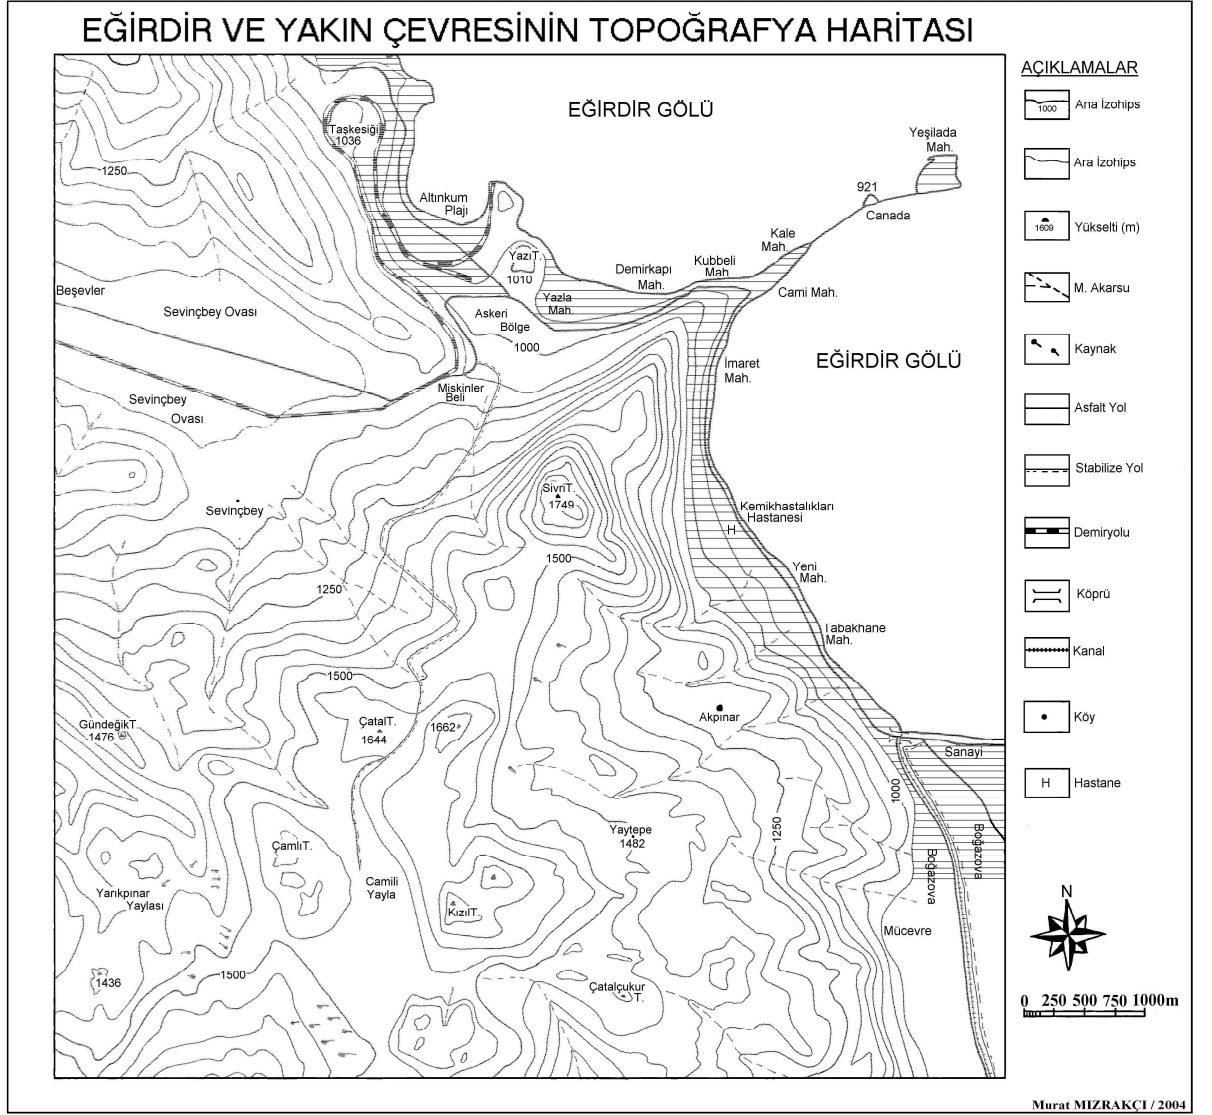 EĞİRDİR VE YAKIN ÇEVRESİNİN TOPOĞRAFYA HARİTASI
AÇIKLAMALAR
1000
Ana İzohips
Ara İzohips
1609
Yükselti (m)
M. Akarsu
Kaynak
Asfalt Yol
Stabilize Yol
Demiryolu
Köprü
Kanal
Köy
H
Hastane
N
0 250 500 750 1000m
Murat MIZRAKÇI / 2004
EĞİRDİR GÖLÜ
Yeşilada
Mah.
Taşkesiği
1036
1250
921
Canada
Altınkum
Plajı
Kale
Mah.
YazıT.
1010
Kubbeli
Mah
Demirkapı
Mah.
Cami Mah.
Beşevler
Sevinçbey Ovası
Yazla
Mah.
Askeri
Bölge
1000
EĞİRDİR GÖLÜ
İmaret
Mah.
Miskinler
Beli
Sevinçbey
Ovası
SivriT.
1749
Sevinçbey
Kemikhastalıkları
Hastanesi
H
1500
1250
Yeni
Mah.
Tabakhane
Mah.
1500
GündeğikT.
1476
ÇatalT.
1644
1662
Akpınar
Sanayi
1000
1250
Yaytepe
1482
ÇamlıT.
Boğazova
Boğazova
Camili
Yayla
Yarıkpınar
Yaylası
KızılT.
Mücevre
1500
1436
Çatalçukur
T.